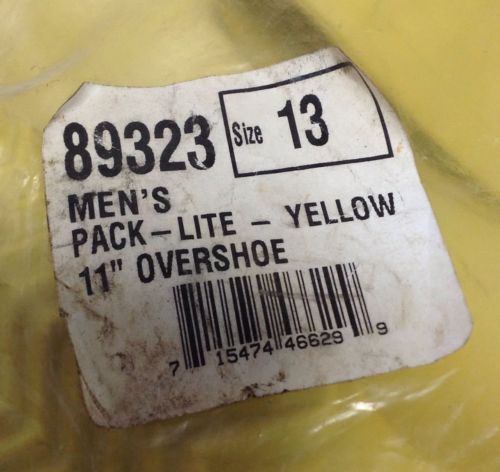 89323 Size 13
MEN'S
PACK-LITE - YELLOW
11" OVERSHOE
7 15474 46629 9